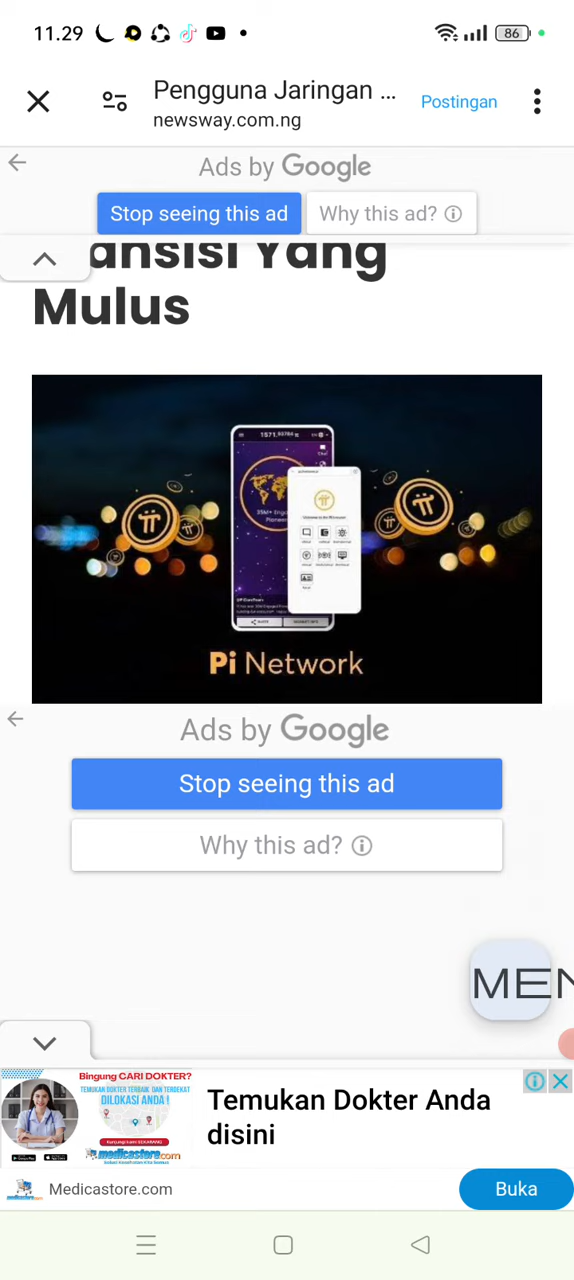 11.29
86
Pengguna Jaringan ...
newsway.com.ng
Postingan
Ads by Google
Stop seeing this ad
Why this ad?
ansisi Yang
Mulus
Pi Network
Ads by Google
Stop seeing this ad
Why this ad?
MEN
Bingung CARI DOKTER?
TEMUKAN DOKTER TERBAIK DAN TERDEKAT
DILOKASI ANDA !
medicastore.com
Temukan Dokter Anda
disini
Medicastore.com
Buka